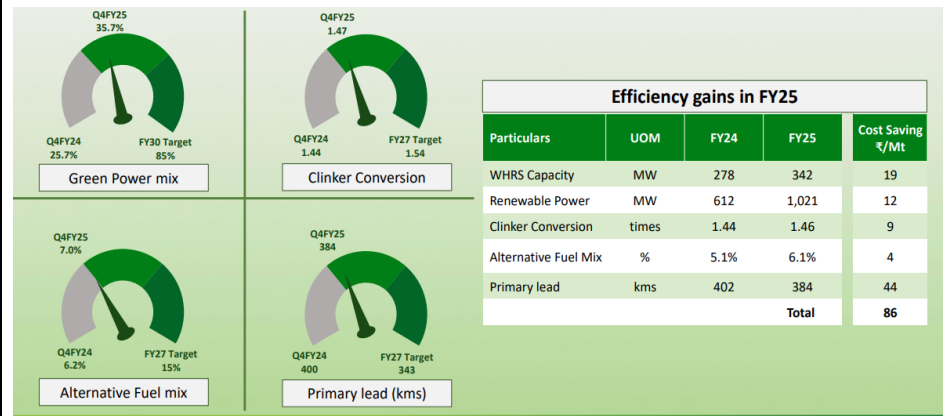 Q4FY25
35.7%
Q4FY24
25.7%
FY30 Target
85%
Green Power mix
Q4FY25
1.47
Q4FY24
1.44
FY27 Target
1.54
Clinker Conversion
Q4FY25
7.0%
Q4FY24
6.2%
FY27 Target
15%
Alternative Fuel mix
Q4FY25
384
Q4FY24
400
FY27 Target
343
Primary lead (kms)
Efficiency gains in FY25
Particulars UOM FY24 FY25 Cost Saving ₹/Mt
WHRS Capacity MW 278 342 19
Renewable Power MW 612 1,021 12
Clinker Conversion times 1.44 1.46 9
Alternative Fuel Mix % 5.1% 6.1% 4
Primary lead kms 402 384 44
Total 86